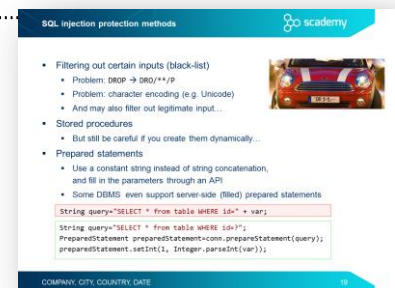 SQL injection protection methods
scademy
Filtering out certain inputs (black-list)
Problem: DROP → DRO/**/P
Problem: character encoding (e.g. Unicode)
And may also filter out legitimate input…
Stored procedures
But still be careful if you create them dynamically…
Prepared statements
Use a constant string instead of string concatenation,
and fill in the parameters through an API
Some DBMS even support server-side (filled) prepared statements
String query="SELECT * from table WHERE id=" + var;
String query="SELECT * from table WHERE id=?";
PreparedStatement preparedStatement=conn.prepareStatement(query);
preparedStatement.setInt(1, Integer.parseInt(var));
COMPANY, CITY, COUNTRY, DATE
19